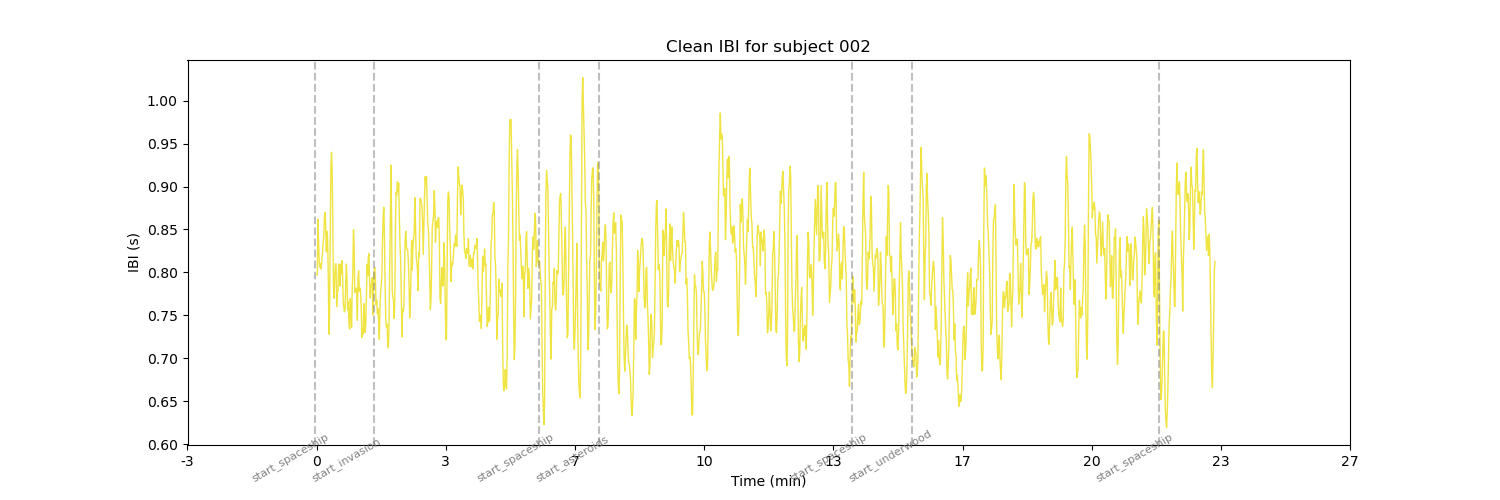 Clean IBI for subject 002
IBI (s)
1.00
0.95
0.90
0.85
0.80
0.75
0.70
0.65
0.60
-3 0 3 7 10 13 17 20 23 27
start_spaceship start_invasion start_spaceship start_asteroids start_spaceship start_underwood start_spaceship
Time (min)